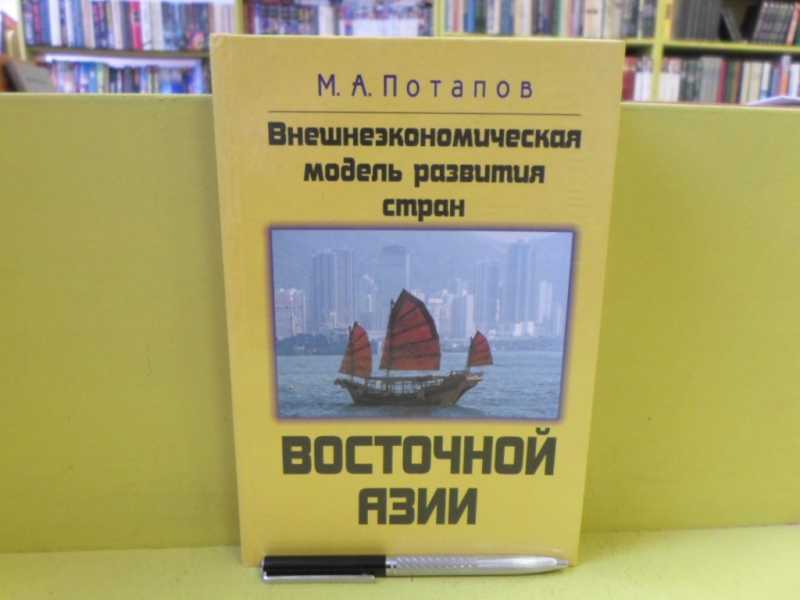 М. А. Потапов
Внешнеэкономическая
модель развития
стран
ВОСТОЧНОЙ
АЗИИ